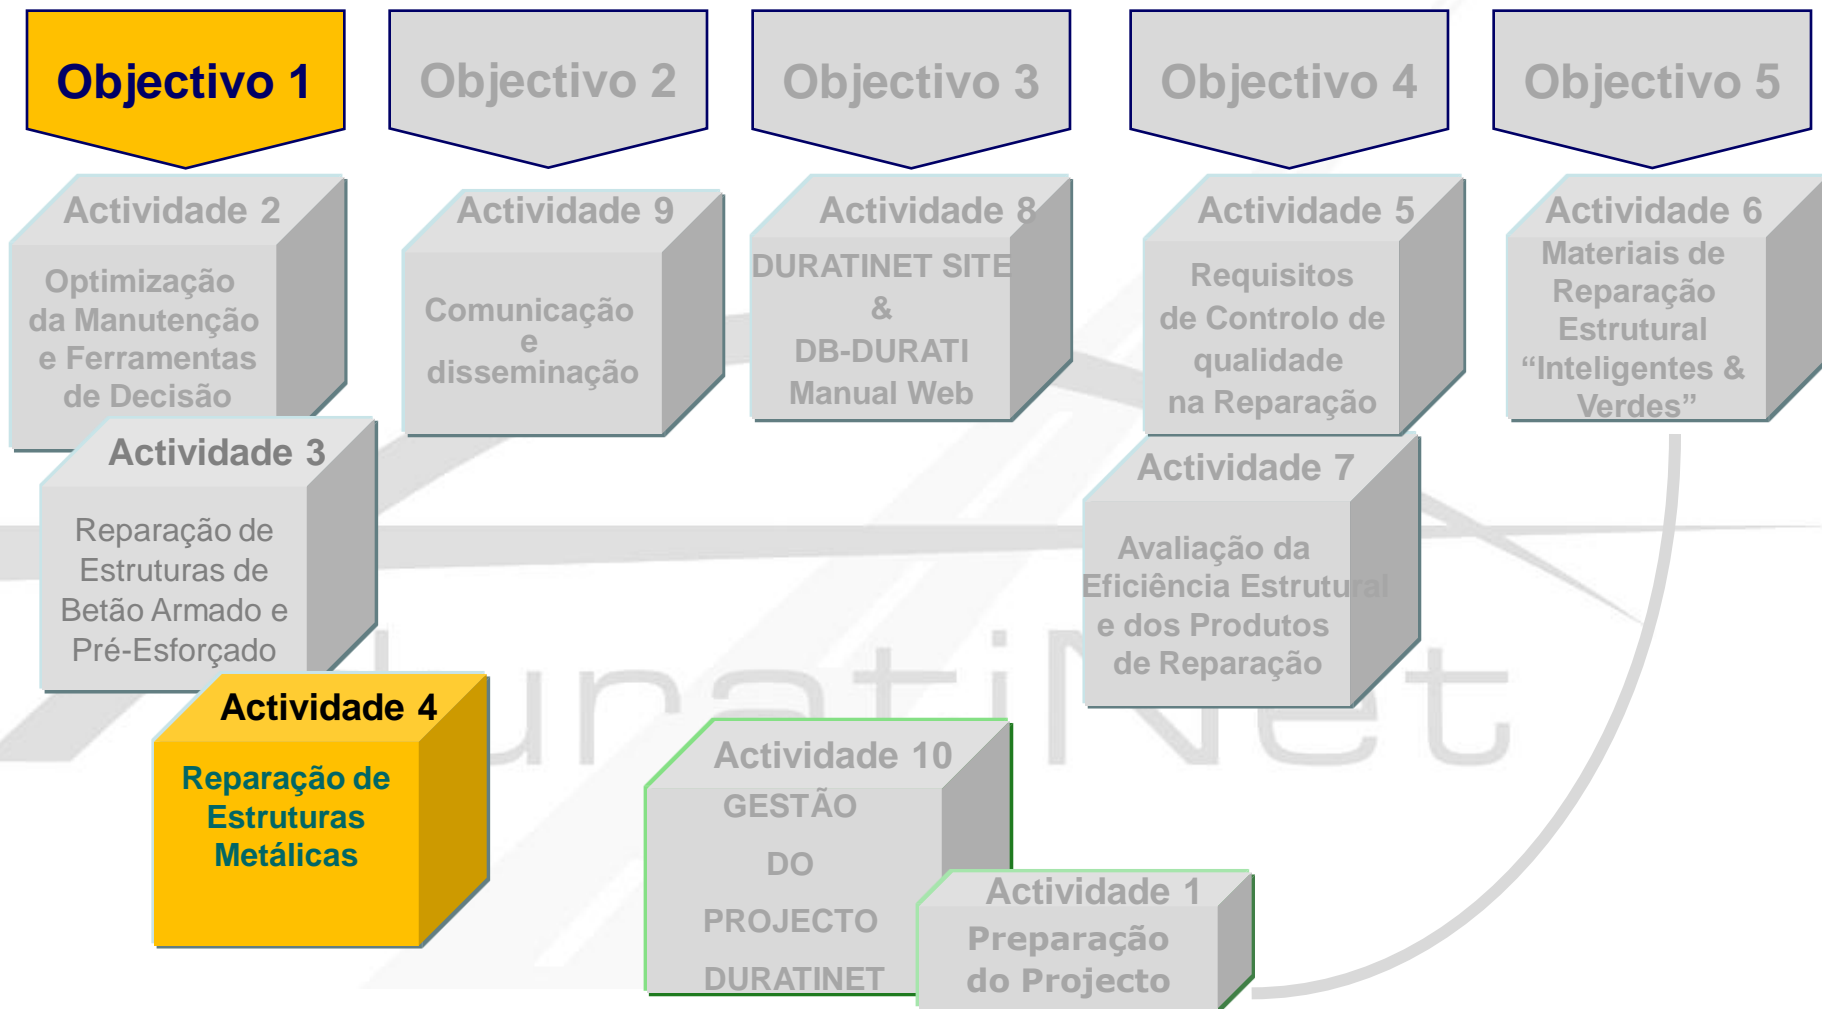 Objectivo 1
Objectivo 2
Objectivo 3
Objectivo 4
Objectivo 5
Actividade 2
Optimização
da Manutenção
e Ferramentas
de Decisão
Actividade 3
Reparação de
Estruturas de
Betão Armado e
Pré-Esforçado
Actividade 4
Reparação de
Estruturas
Metálicas
Actividade 9
Comunicação
e
disseminação
Actividade 8
DURATINET SITE
&
DB-DURATI
Manual Web
Actividade 5
Requisitos
de Controlo de
qualidade
na Reparação
Actividade 7
Avaliação da
Eficiência Estrutural
e dos Produtos
de Reparação
Actividade 6
Materiais de
Reparação
Estrutural
“Inteligentes &
Verdes”
Actividade 10
GESTÃO
DO
PROJECTO
DURATINET
Actividade 1
Preparação
do Projecto
duratiNet